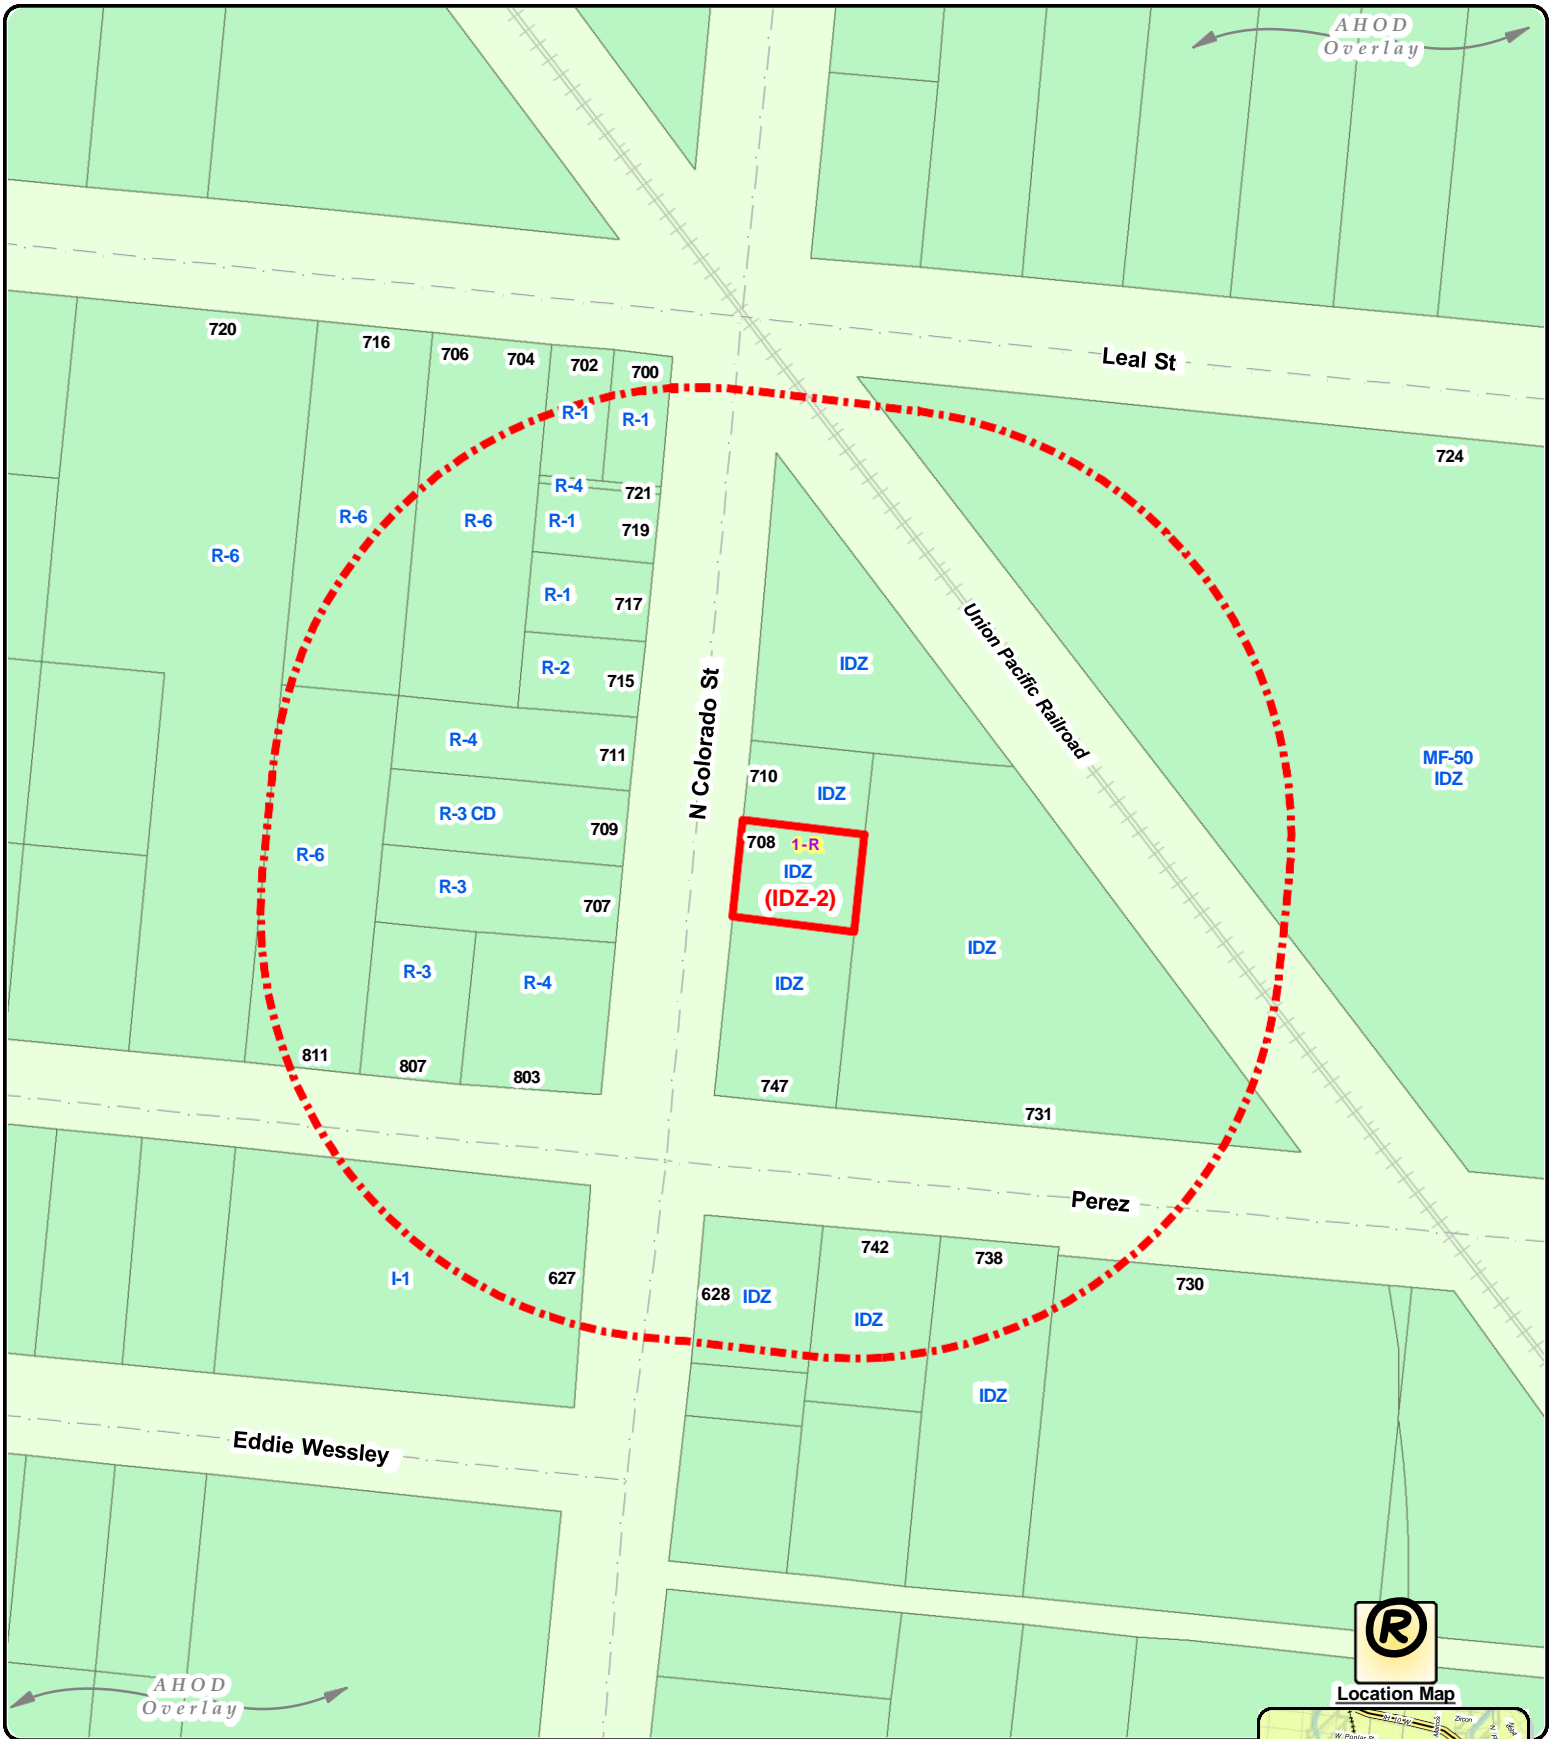 AHOD
Overlay
720
716
706
704
702
700
Leal St
R-1
R-1
724
R-4
721
R-6
R-6
R-1
719
R-6
R-1
717
Union Pacific Railroad
R-2
715
IDZ
N Colorado St
R-4
711
MF-50
IDZ
710
IDZ
R-3 CD
709
708
1-R
IDZ
(IDZ-2)
R-6
R-3
707
IDZ
R-3
R-4
IDZ
811
807
803
747
731
Perez
742
738
I-1
627
628
IDZ
730
IDZ
IDZ
Eddie Wessley
R
AHOD
Overlay
Location Map
Zircon
W Poplar St